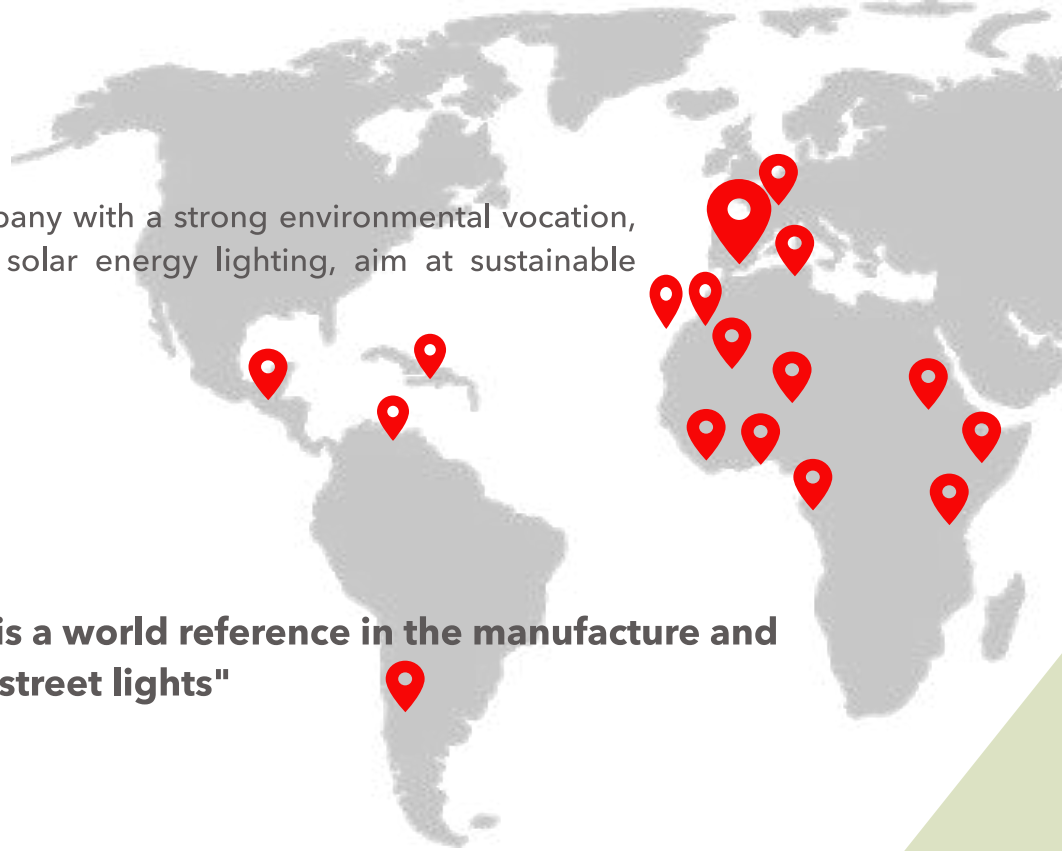 pany with a strong environmental vocation,
solar energy lighting, aim at sustainable
is a world reference in the manufacture and
street lights"